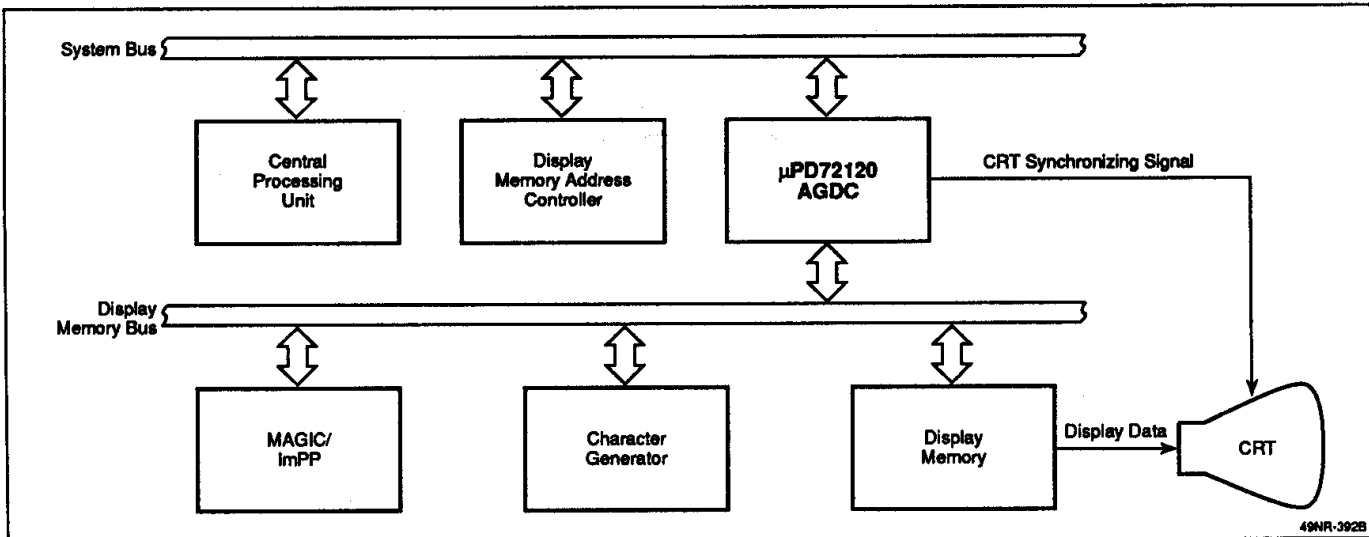 System Bus
Central
Processing
Unit
Display
Memory Address
Controller
μPD72120
AGDC
CRT Synchronizing Signal
Display
Memory Bus
MAGIC/
ImPP
Character
Generator
Display
Memory
Display Data
CRT
49NR-392B